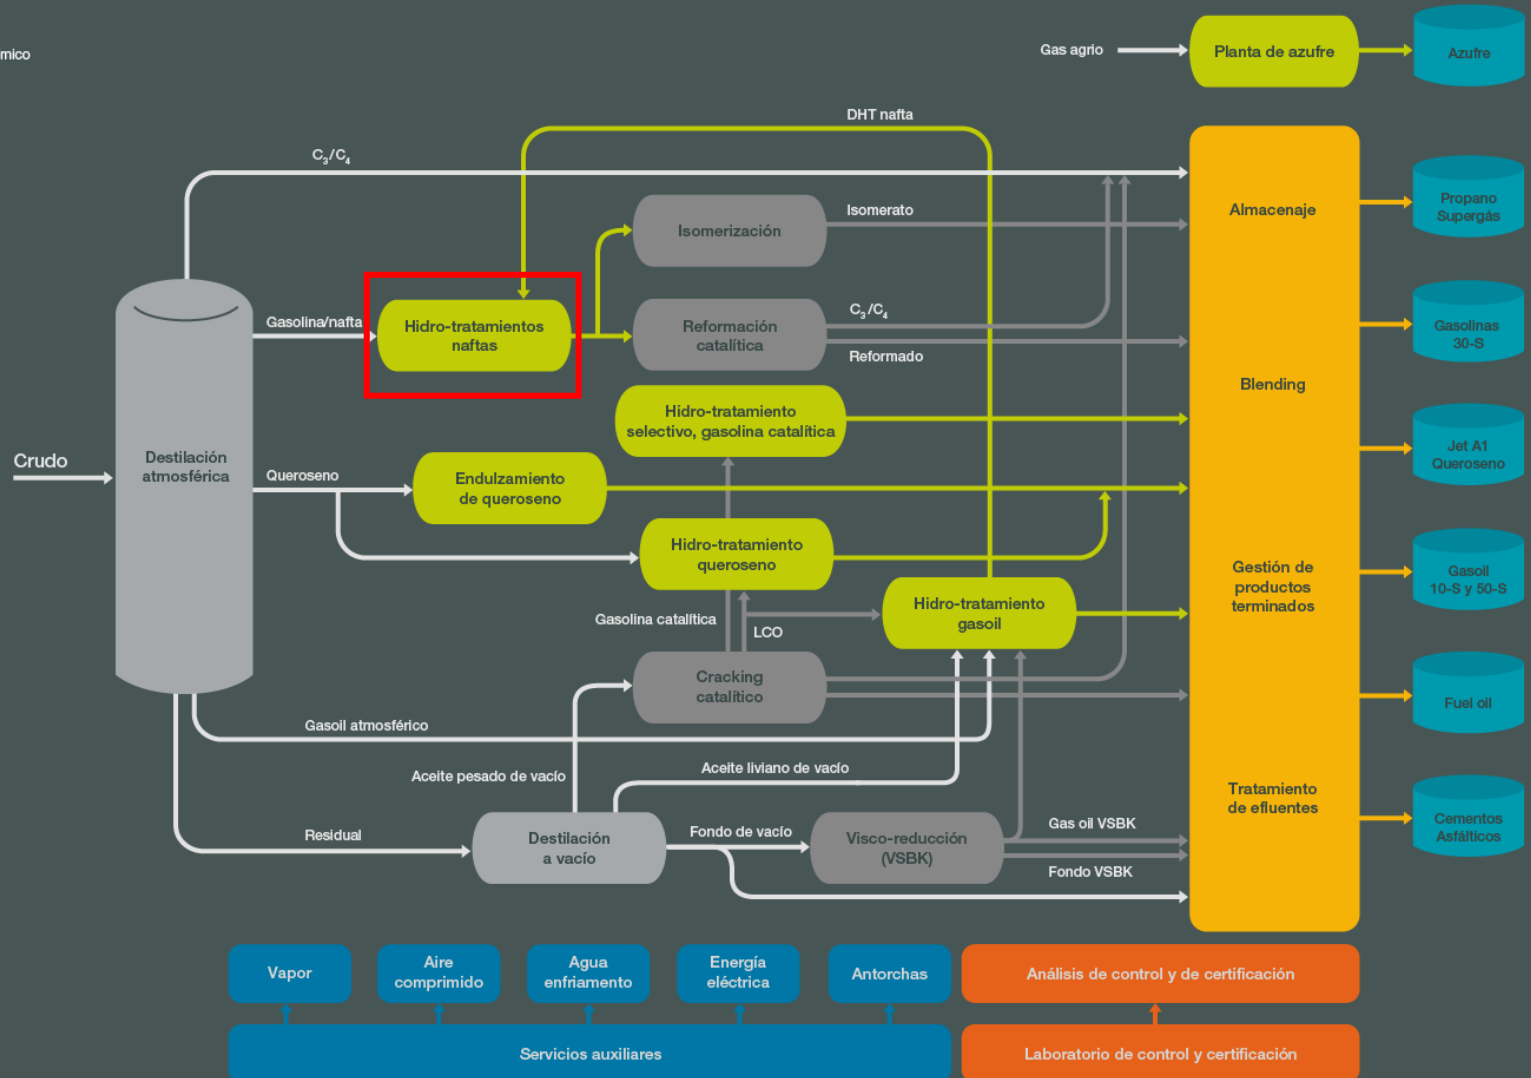 mico
Gas agrio
Planta de azufre
Azufre
DHT nafta
C₃/C₄
Isomerización
Isomerato
Almacenaje
Propano
Supergás
Gasolina/nafta
Hidro-tratamientos
naftas
Reformación
catalítica
C₃/C₄
Reformado
Gasolinas
30-S
Blending
Hidro-tratamiento
selectivo, gasolina catalítica
Crudo
Destilación
atmosférica
Queroseno
Endulzamiento
de queroseno
Jet A1
Queroseno
Hidro-tratamiento
queroseno
Gestión de
productos
terminados
Gasoil
10-S y 50-S
Gasolina catalítica
LCO
Hidro-tratamiento
gasoil
Cracking
catalítico
Fuel oil
Gasoil atmosférico
Aceite pesado de vacío
Aceite liviano de vacío
Tratamiento
de efluentes
Residual
Destilación
a vacío
Fondo de vacío
Visco-reducción
(VSBK)
Gas oil VSBK
Fondo VSBK
Cementos
Asfálticos
Vapor
Aire
comprimido
Agua
enfriamento
Energía
eléctrica
Antorchas
Análisis de control y de certificación
Servicios auxiliares
Laboratorio de control y certificación